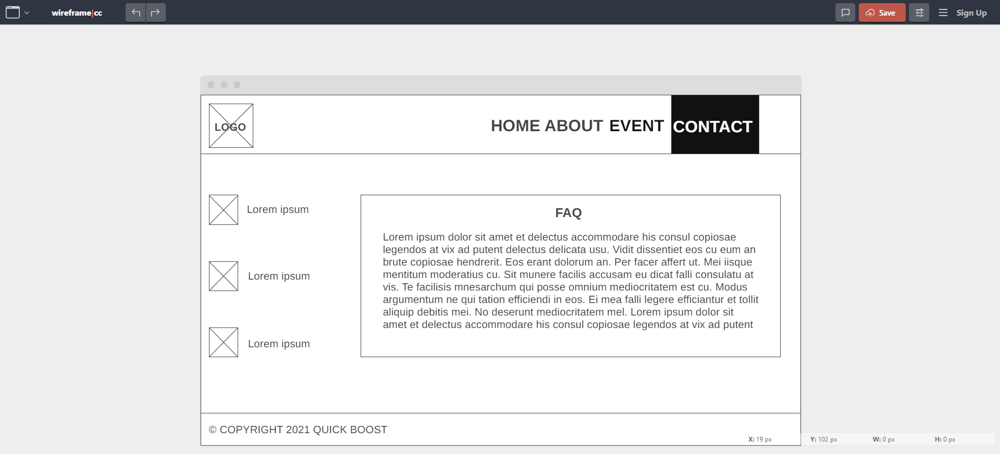 wireframe|cc
Save
Sign Up
LOGO
HOME ABOUT EVENT CONTACT
Lorem ipsum
Lorem ipsum
Lorem ipsum
FAQ
Lorem ipsum dolor sit amet et delectus accommodare his consul copiosae
legendos at vix ad putent delectus delicata usu. Vidit dissentiet eos cu eum an
brute copiosae hendrerit. Eos erant dolorum an. Per facer affert ut. Mei iisque
mentitum moderatius cu. Sit munere facilis accusam eu dicat falli consulatu at
vis. Te facilisis mnesarchum qui posse omnium mediocritatem est cu. Modus
argumentum ne qui tation efficiendi in eos. Ei mea falli legere efficiantur et tollit
aliquip debitis mei. No deserunt mediocritatem mel. Lorem ipsum dolor sit
amet et delectus accommodare his consul copiosae legendos at vix ad putent
© COPYRIGHT 2021 QUICK BOOST
X: 19 px Y: 102 px W: 0 px H: 0 px